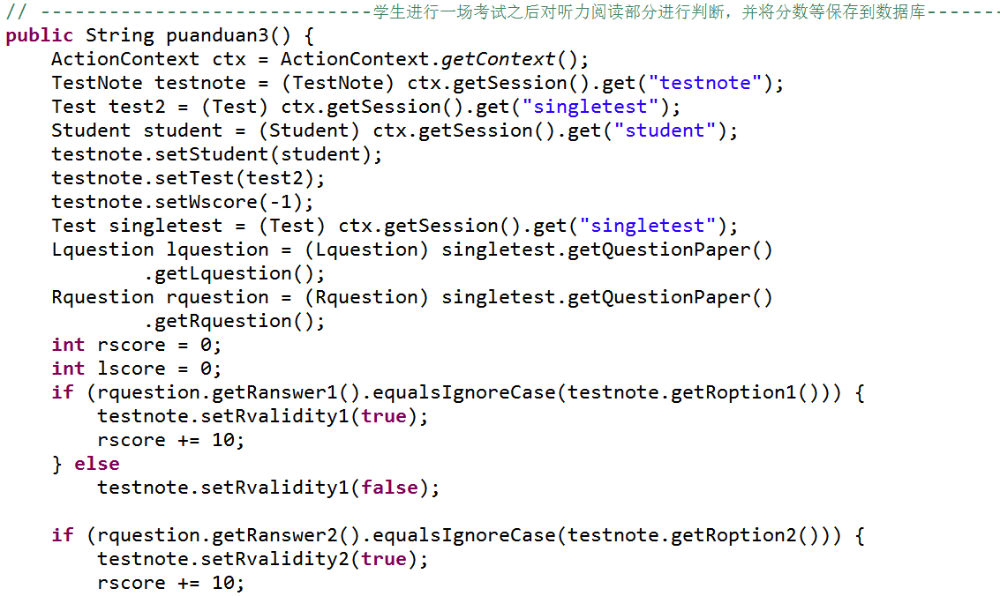 // -----------------------------学生进行一场考试之后对听力阅读部分进行判断，并将分数等保存到数据库-------
public String puanduan3() {
    ActionContext ctx = ActionContext.getContext();
    TestNote testnote = (TestNote) ctx.getSession().get("testnote");
    Test test2 = (Test) ctx.getSession().get("singletest");
    Student student = (Student) ctx.getSession().get("student");
    testnote.setStudent(student);
    testnote.setTest(test2);
    testnote.setWscore(-1);
    Test singletest = (Test) ctx.getSession().get("singletest");
    Lquestion lquestion = (Lquestion) singletest.getQuestionPaper()
            .getLquestion();
    Rquestion rquestion = (Rquestion) singletest.getQuestionPaper()
            .getRquestion();
    int rscore = 0;
    int lscore = 0;
    if (rquestion.getRanswer1().equalsIgnoreCase(testnote.getRoption1())) {
        testnote.setRvalidity1(true);
        rscore += 10;
    } else
        testnote.setRvalidity1(false);

    if (rquestion.getRanswer2().equalsIgnoreCase(testnote.getRoption2())) {
        testnote.setRvalidity2(true);
        rscore += 10;